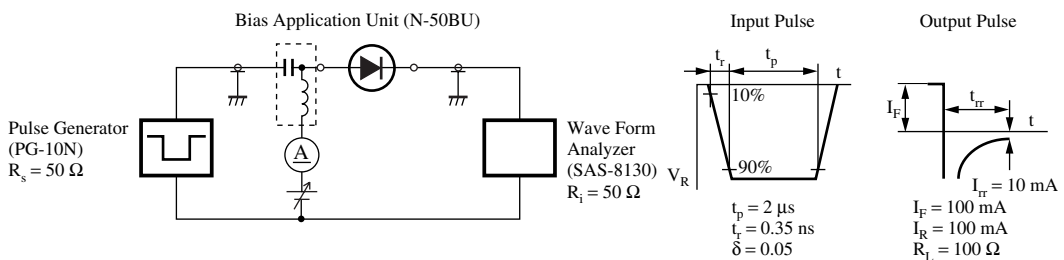 Bias Application Unit (N-50BU)
Pulse Generator
(PG-10N)
R_s = 50 Ω
A
Wave Form
Analyzer
(SAS-8130)
R_i = 50 Ω
Input Pulse
t_r
t_p
t
10%
90%
V_R
t_p = 2 μs
t_r = 0.35 ns
δ = 0.05
Output Pulse
I_F
t_rr
t
I_rr = 10 mA
I_F = 100 mA
I_R = 100 mA
R_L = 100 Ω